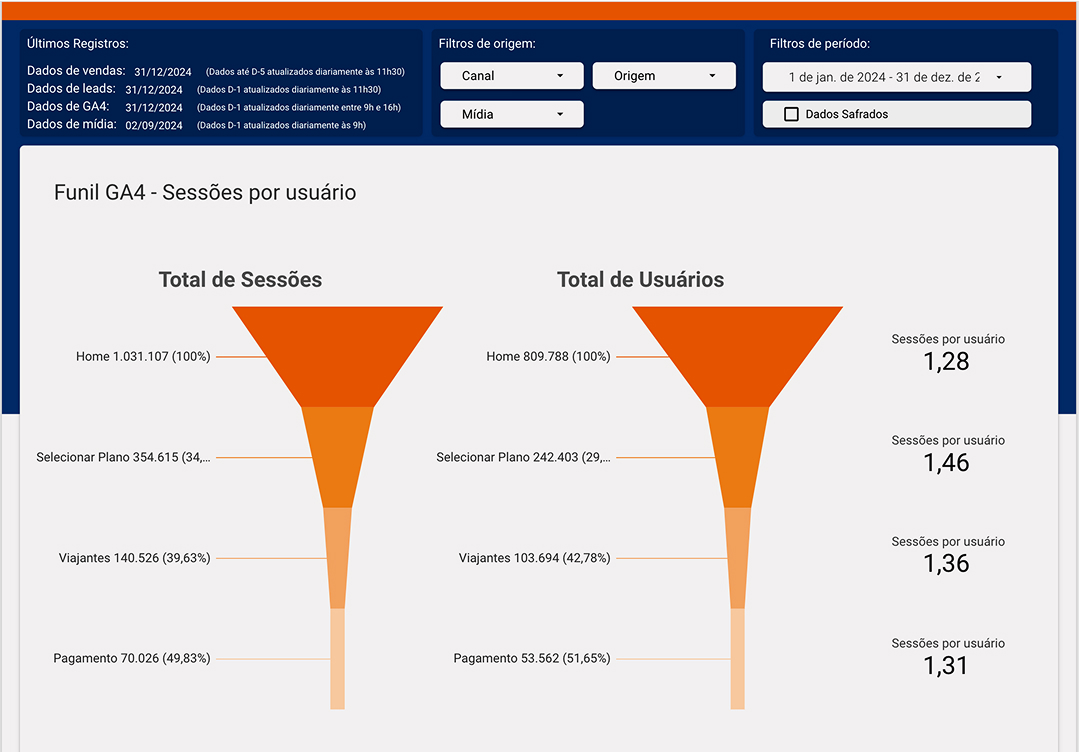 Últimos Registros:
Dados de vendas: 31/12/2024 (Dados até D-5 atualizados diariamente às 11h30)
Dados de leads: 31/12/2024 (Dados D-1 atualizados diariamente às 11h30)
Dados de GA4: 31/12/2024 (Dados D-1 atualizados diariamente entre 9h e 16h)
Dados de mídia: 02/09/2024 (Dados D-1 atualizados diariamente às 9h)
Filtros de origem:
Canal
Origem
Mídia
Filtros de período:
1 de jan. de 2024 - 31 de dez. de 2
Dados Safrados
Funil GA4 - Sessões por usuário
Total de Sessões
Home 1.031.107 (100%)
Selecionar Plano 354.615 (34,...
Viajantes 140.526 (39,63%)
Pagamento 70.026 (49,83%)
Total de Usuários
Home 809.788 (100%)
Selecionar Plano 242.403 (29,...
Viajantes 103.694 (42,78%)
Pagamento 53.562 (51,65%)
Sessões por usuário
1,28
Sessões por usuário
1,46
Sessões por usuário
1,36
Sessões por usuário
1,31